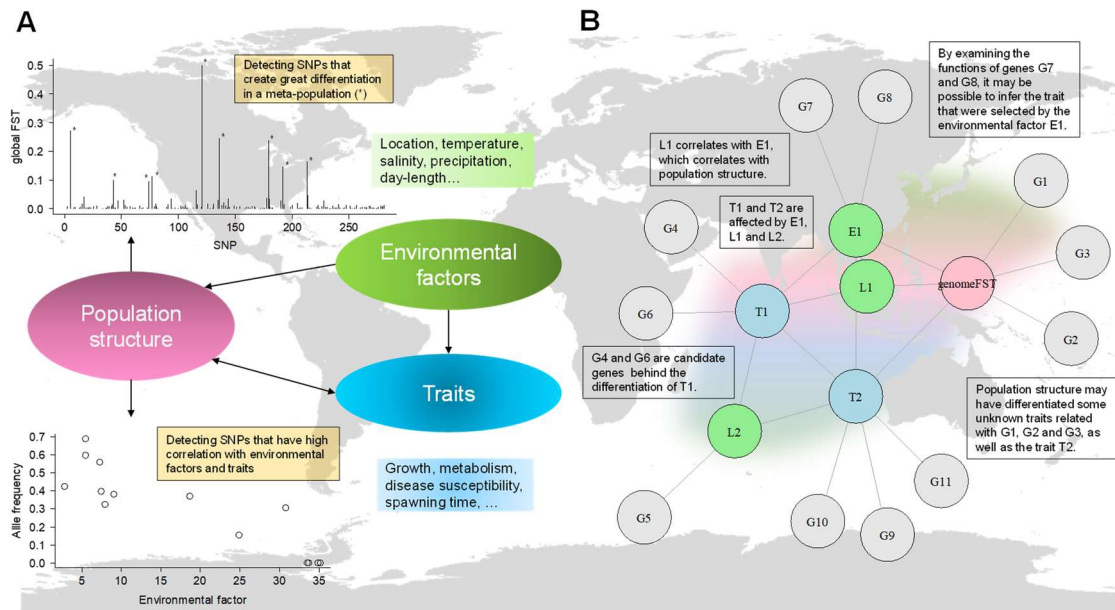 A
Detecting SNPs that
create great differentiation
in a meta-population (*)
global FST
0.5
0.4
0.3
0.2
0.1
0.0
0
50
100
150
200
250
SNP
Location, temperature,
salinity, precipitation,
day-length…
Environmental
factors
Population
structure
Traits
Detecting SNPs that have high
correlation with environmental
factors and traits
Allle frequency
0.7
0.6
0.5
0.4
0.3
0.2
0.1
0.0
5
10
15
20
25
30
35
Environmental factor
Growth, metabolism,
disease susceptibility,
spawning time, …
B
By examining the
functions of genes G7
and G8, it may be
possible to infer the trait
that were selected by the
environmental factor E1.
L1 correlates with E1,
which correlates with
population structure.
T1 and T2 are
affected by E1,
L1 and L2.
G4 and G6 are candidate
genes behind the
differentiation of T1.
Population structure may
have differentiated some
unknown traits related
with G1, G2 and G3, as
well as the trait T2.
G7
G8
G1
G4
E1
G3
L1
genomeFST
T1
G6
G2
T2
L2
G11
G5
G10
G9